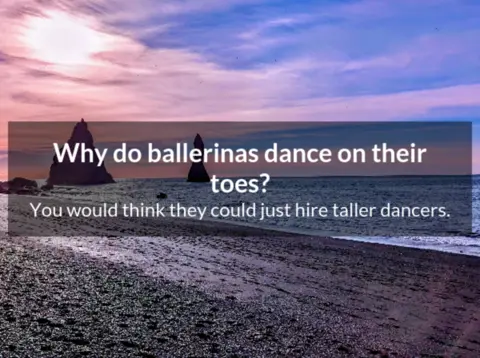 Why do ballerinas dance on their
toes?
You would think they could just hire taller dancers.